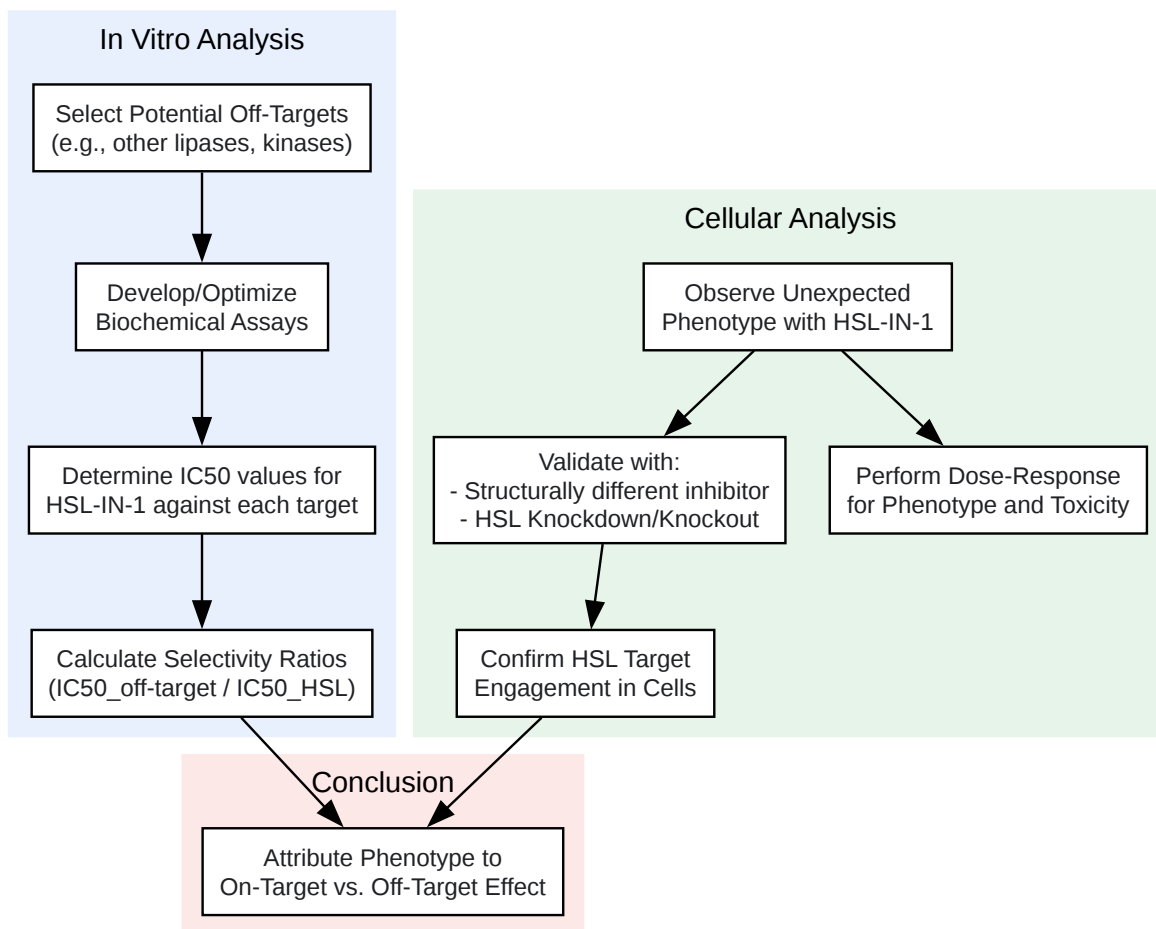 In Vitro Analysis
Select Potential Off-Targets
(e.g., other lipases, kinases)
Develop/Optimize
Biochemical Assays
Determine IC50 values for
HSL-IN-1 against each target
Calculate Selectivity Ratios
(IC50_off-target / IC50_HSL)
Cellular Analysis
Observe Unexpected
Phenotype with HSL-IN-1
Validate with:
- Structurally different inhibitor
- HSL Knockdown/Knockout
Perform Dose-Response
for Phenotype and Toxicity
Confirm HSL Target
Engagement in Cells
Conclusion
Attribute Phenotype to
On-Target vs. Off-Target Effect